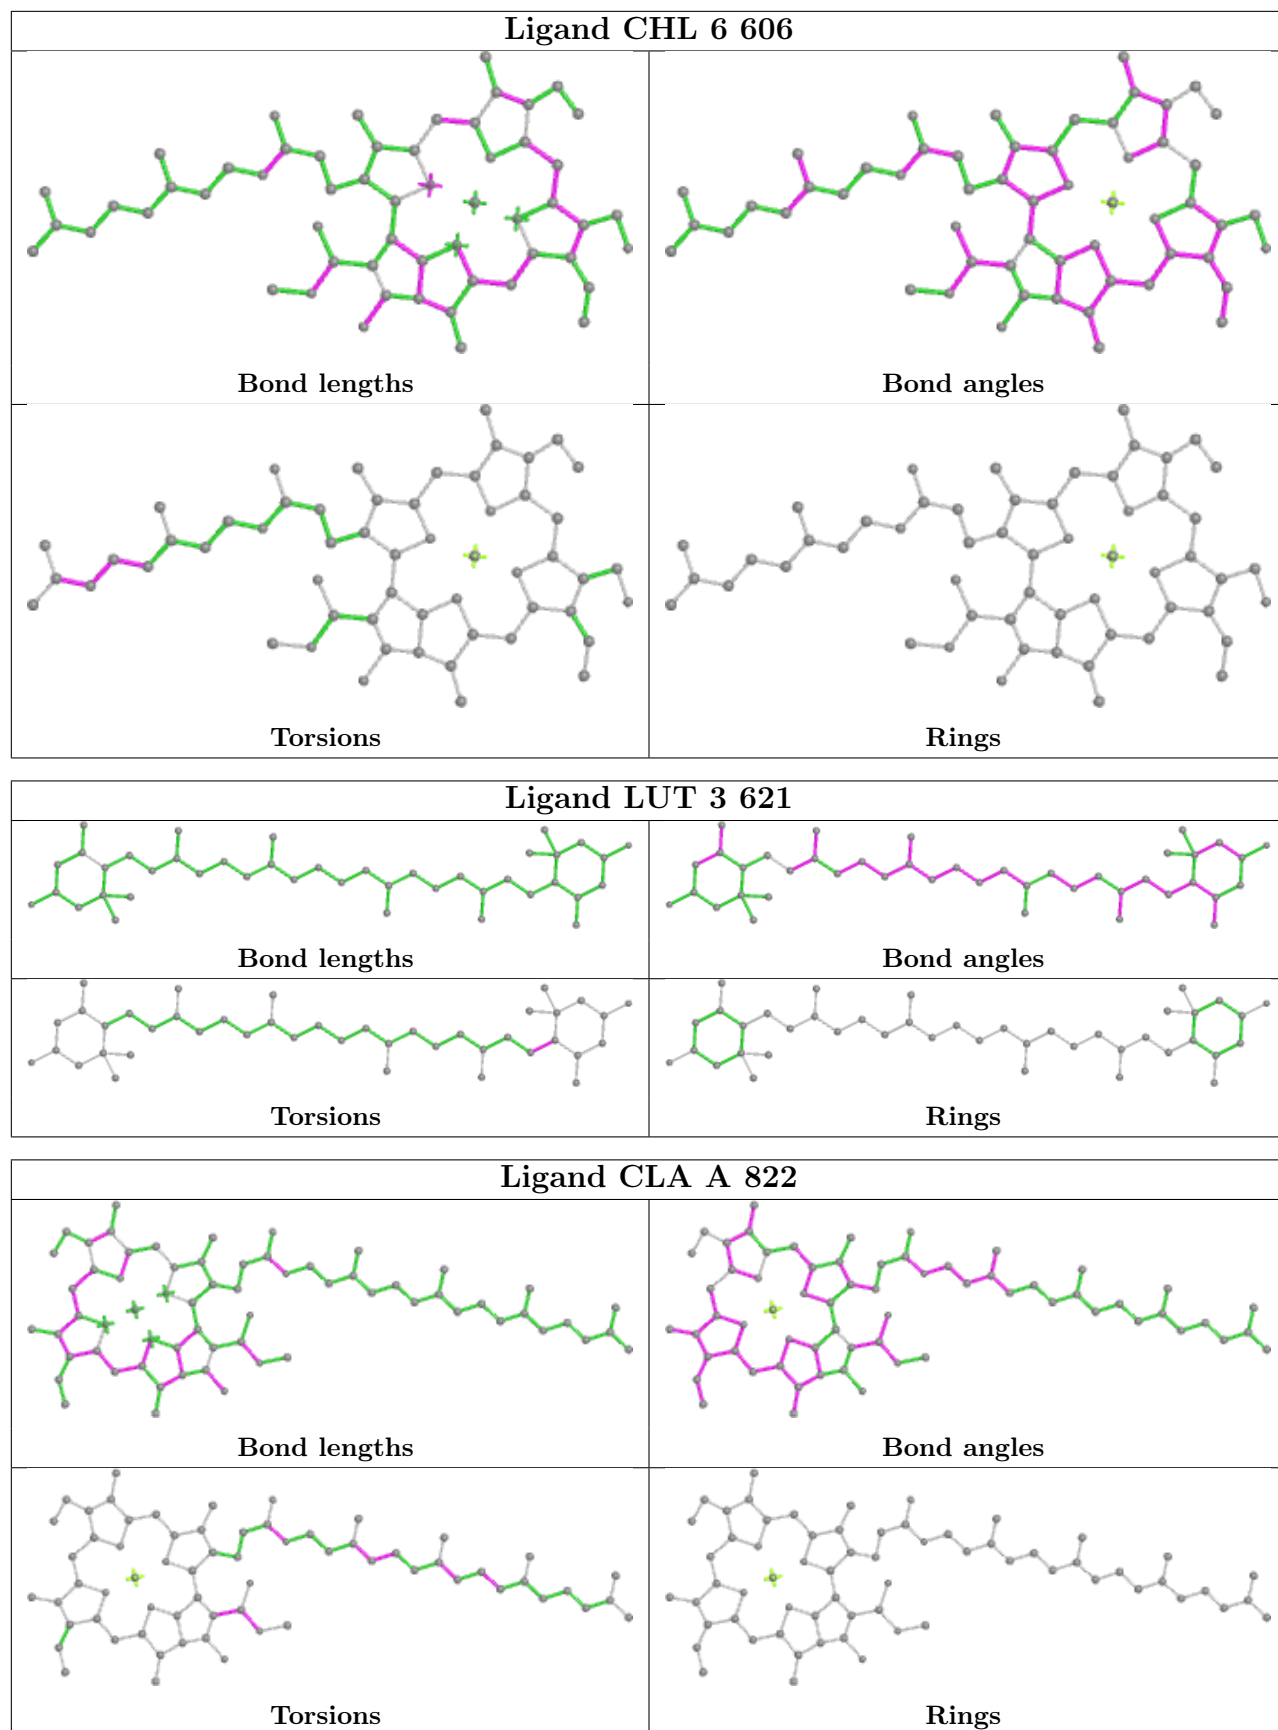 Ligand CHL 6 606
Bond lengths
Bond angles
Torsions
Rings
Ligand LUT 3 621
Bond lengths
Bond angles
Torsions
Rings
Ligand CLA A 822
Bond lengths
Bond angles
Torsions
Rings